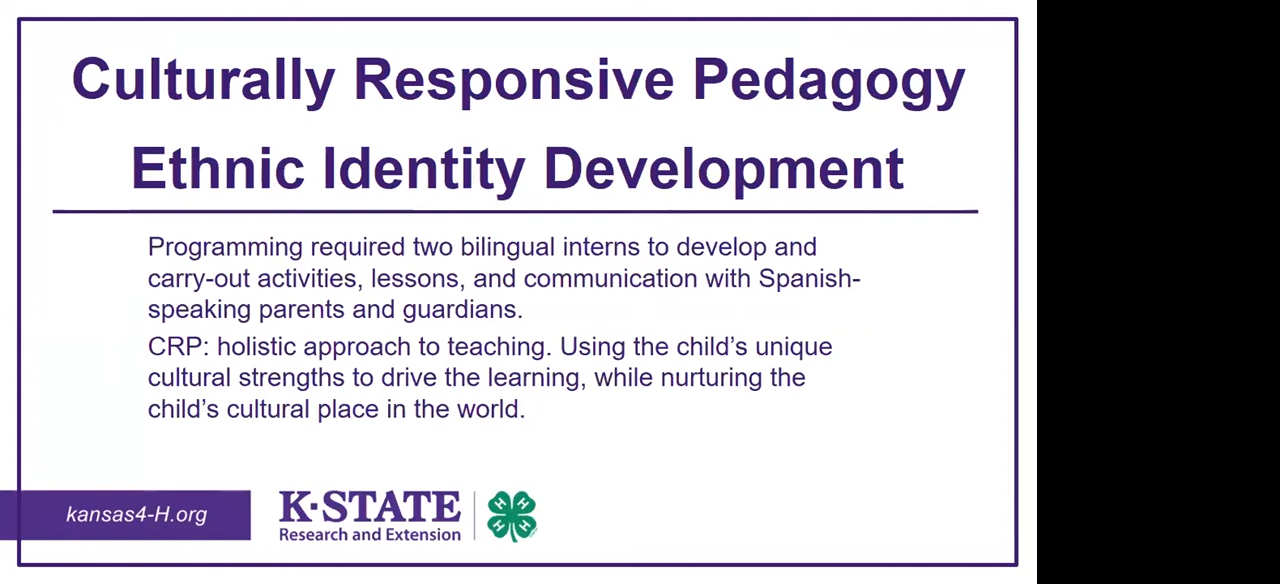 Culturally Responsive Pedagogy
Ethnic Identity Development
Programming required two bilingual interns to develop and
carry-out activities, lessons, and communication with Spanish-
speaking parents and guardians.
CRP: holistic approach to teaching. Using the child’s unique
cultural strengths to drive the learning, while nurturing the
child’s cultural place in the world.
kansas4-H.org
K-STATE
Research and Extension
H H
H H